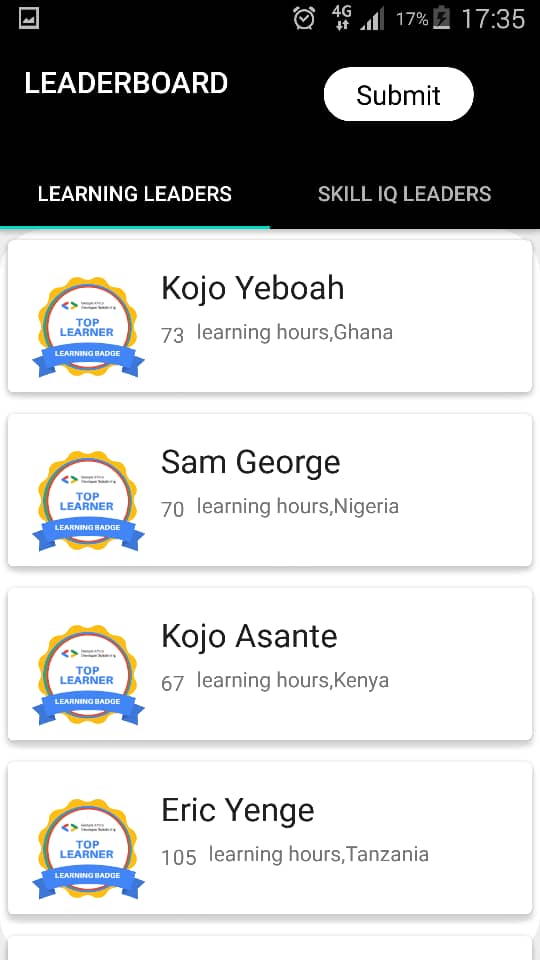 4G 17% 17:35
LEADERBOARD
Submit
LEARNING LEADERS SKILL IQ LEADERS
Kojo Yeboah
73 learning hours,Ghana
TOP
LEARNER
LEARNING BADGE
Sam George
70 learning hours,Nigeria
TOP
LEARNER
LEARNING BADGE
Kojo Asante
67 learning hours,Kenya
TOP
LEARNER
LEARNING BADGE
Eric Yenge
105 learning hours,Tanzania
TOP
LEARNER
LEARNING BADGE